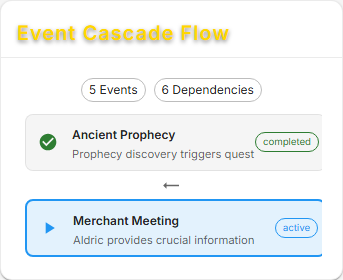 Event Cascade Flow
5 Events 6 Dependencies
Ancient Prophecy
completed
Prophecy discovery triggers quest
←
Merchant Meeting
active
Aldric provides crucial information